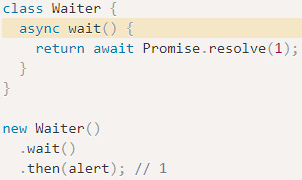 class Waiter {
  async wait() {
    return await Promise.resolve(1);
  }
}

new Waiter()
  .wait()
  .then(alert); // 1